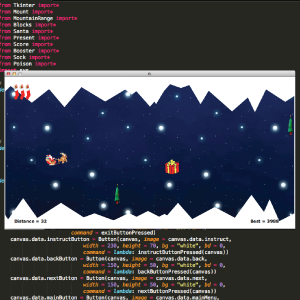 from Tkinter import*
from Mount import*
from MountainRange import*
from Blocks import*
from Santa import*
from Present import*
from Score import*
from Booster import*
from Sock import*
from Poison import*
Distance = 32
Best = 3988
command = exitButtonPressed)
canvas.data.instructButton = Button(canvas, image = canvas.data.instruct,
width = 230, height = 70, bg = "white", bd = 0,
command = lambda: instructButtonPressed(canvas))
canvas.data.backButton = Button(canvas, image = canvas.data.back,
width = 150, height = 50, bg = "white", bd = 0,
command = lambda: backButtonPressed(canvas))
canvas.data.nextButton = Button(canvas, image = canvas.data.next,
width = 150, height = 50, bg = "white", bd = 0,
command = lambda: nextButtonPressed(canvas))
canvas.data.mainButton = Button(canvas, image = canvas.data.mainMenu,